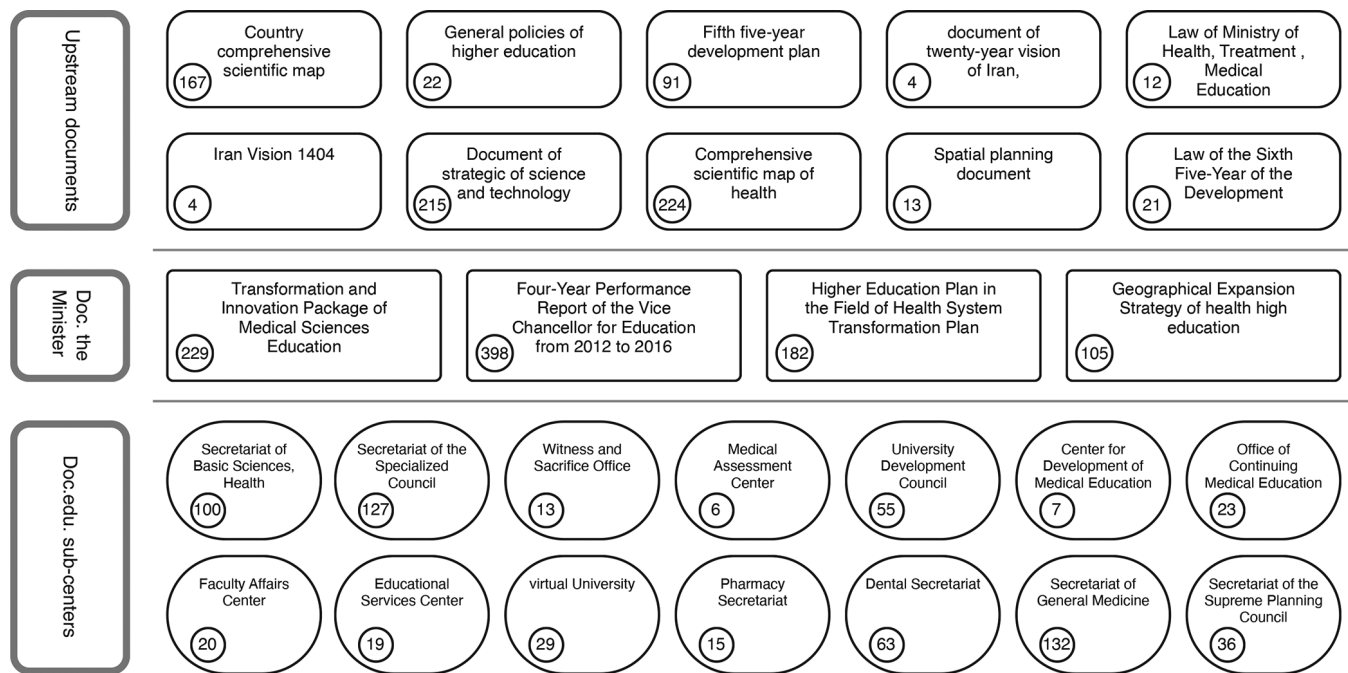 Upstream documents
Country
comprehensive
scientific map
167
General policies of
higher education
22
Fifth five-year
development plan
91
document of
twenty-year vision
of Iran,
4
Law of Ministry of
Health, Treatment ,
Medical
Education
12
Iran Vision 1404
4
Document of
strategic of science
and technology
215
Comprehensive
scientific map of
health
224
Spatial planning
document
13
Law of the Sixth
Five-Year of the
Development
21
Doc. the
Minister
Transformation and
Innovation Package of
Medical Sciences
Education
229
Four-Year Performance
Report of the Vice
Chancellor for Education
from 2012 to 2016
398
Higher Education Plan in
the Field of Health System
Transformation Plan
182
Geographical Expansion
Strategy of health high
education
105
Doc.edu. sub-centers
Secretariat of
Basic Sciences,
Health
100
Secretariat of the
Specialized
Council
127
Witness and
Sacrifice Office
13
Medical
Assessment
Center
6
University
Development
Council
55
Center for
Development of
Medical Education
7
Office of
Continuing
Medical Education
23
Faculty Affairs
Center
20
Educational
Services Center
19
virtual University
29
Pharmacy
Secretariat
15
Dental Secretariat
63
Secretariat of
General Medicine
132
Secretariat of the
Supreme Planning
Council
36